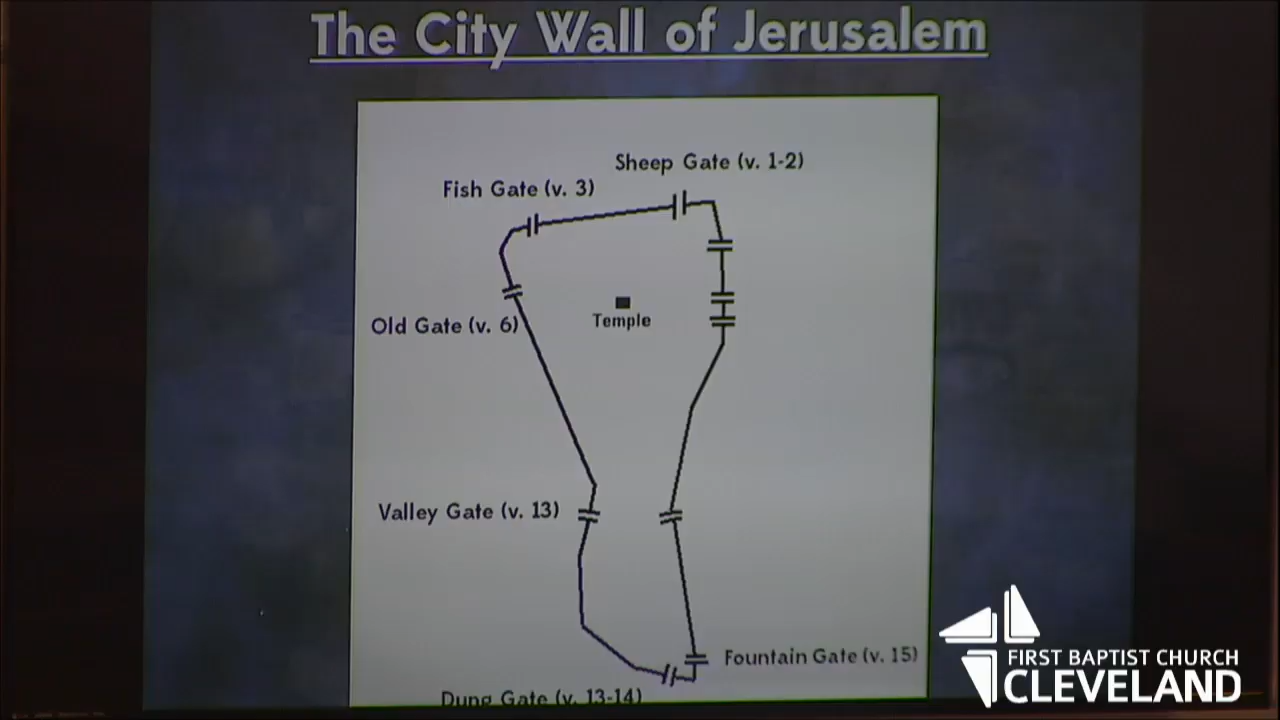 The City Wall of Jerusalem
Sheep Gate (v. 1-2)
Fish Gate (v. 3)
Old Gate (v. 6)
Temple
Valley Gate (v. 13)
Fountain Gate (v. 15)
Dung Gate (v. 13-14)
FIRST BAPTIST CHURCH
CLEVELAND